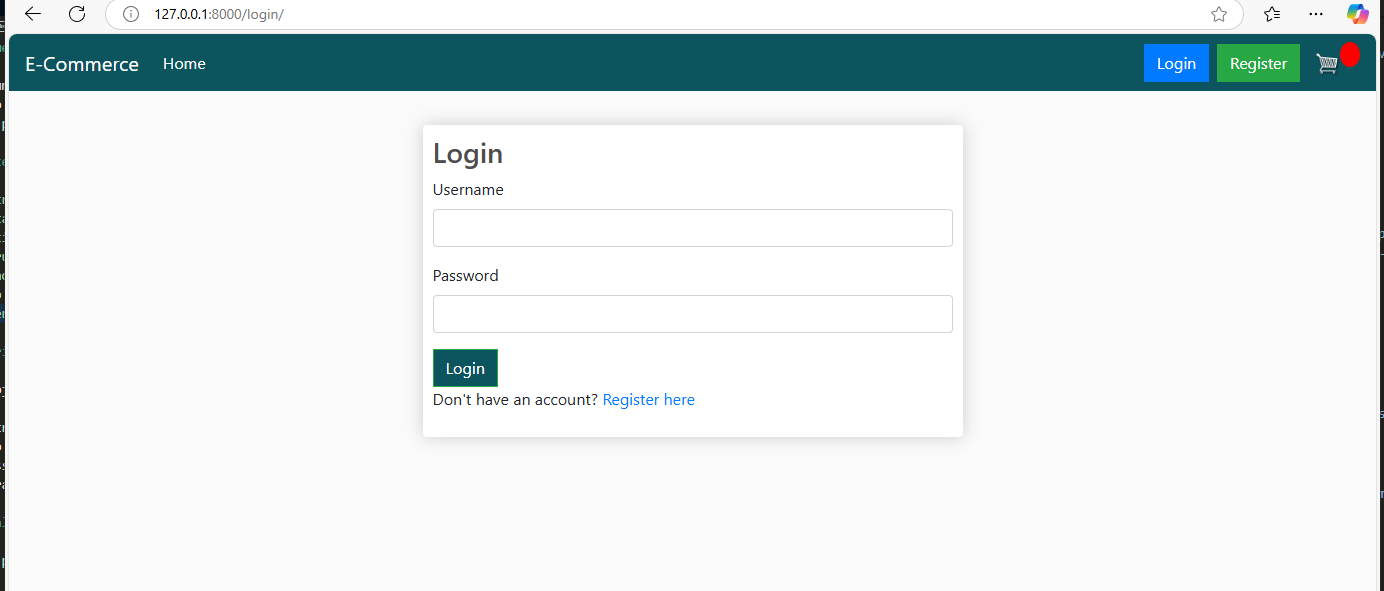 127.0.0.1:8000/login/
E-Commerce Home Login Register
Login
Username
Password
Login
Don't have an account? Register here